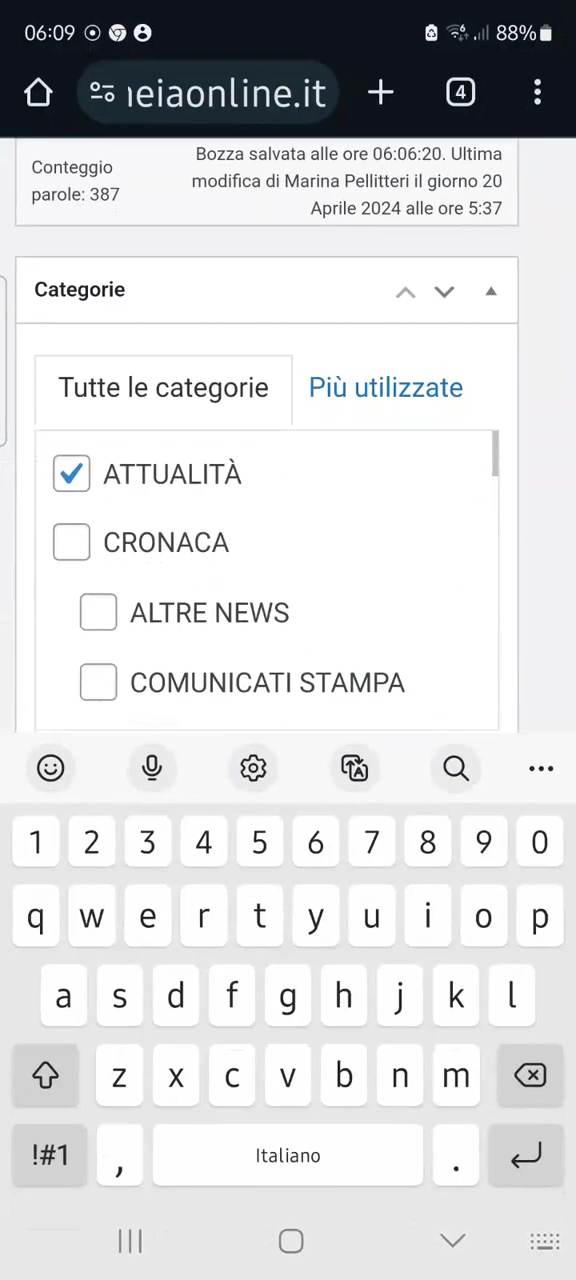 06:09
88%
neiaonline.it
4
Conteggio
parole: 387
Bozza salvata alle ore 06:06:20. Ultima
modifica di Marina Pellitteri il giorno 20
Aprile 2024 alle ore 5:37
Categorie
Tutte le categorie
Più utilizzate
ATTUALITÀ
CRONACA
ALTRE NEWS
COMUNICATI STAMPA
1 2 3 4 5 6 7 8 9 0
q w e r t y u i o p
a s d f g h j k l
z x c v b n m
!#1 , Italiano .